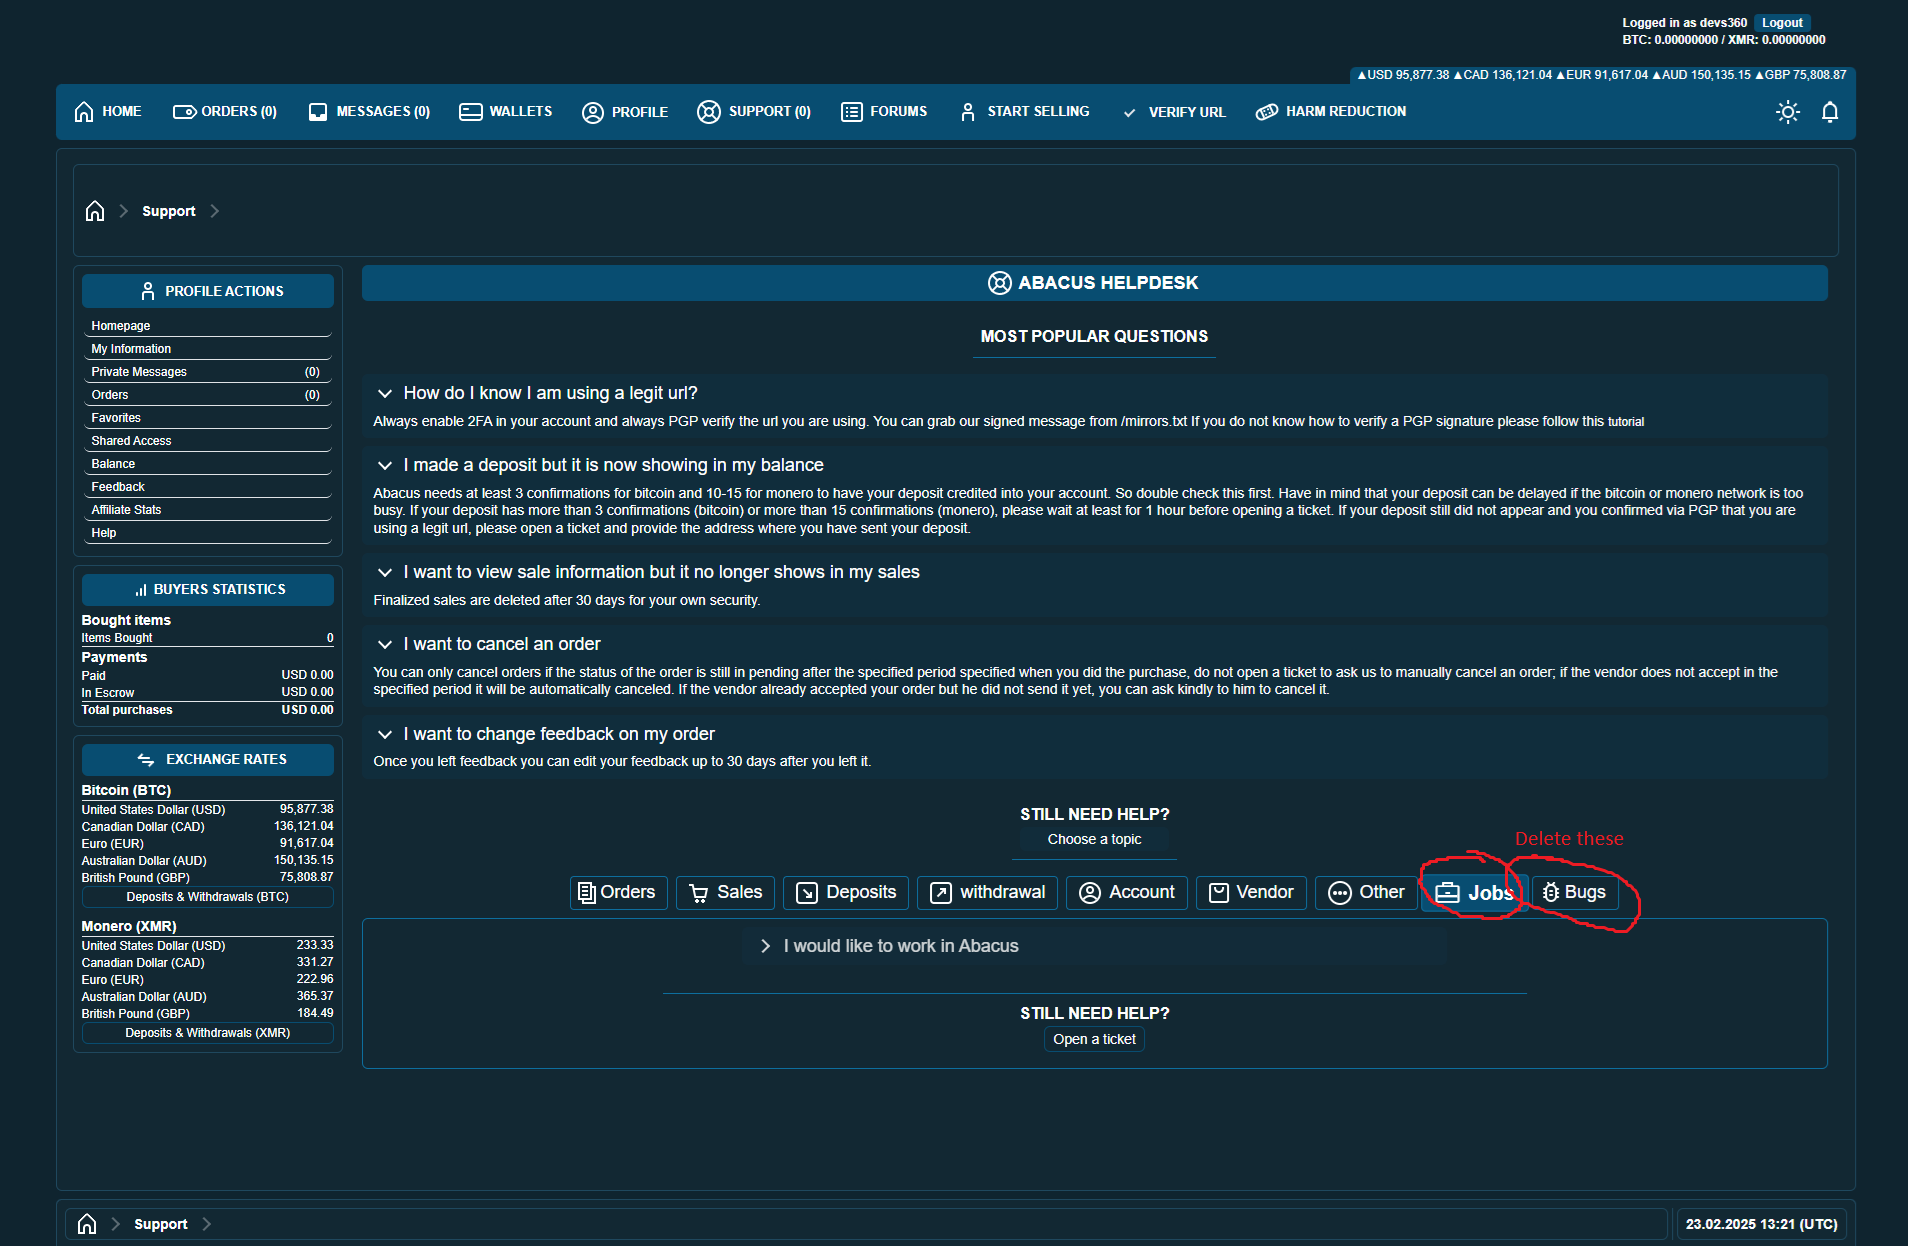 Logged in as devs360 Logout
BTC: 0.00000000 / XMR: 0.00000000
▲USD 95,877.38 ▲CAD 136,121.04 ▲EUR 91,617.04 ▲AUD 150,135.15 ▲GBP 75,808.87
HOME ORDERS (0) MESSAGES (0) WALLETS PROFILE SUPPORT (0) FORUMS START SELLING VERIFY URL HARM REDUCTION
Support
PROFILE ACTIONS
Homepage
My Information
Private Messages (0)
Orders (0)
Favorites
Shared Access
Balance
Feedback
Affiliate Stats
Help
BUYERS STATISTICS
Bought items
Items Bought 0
Payments
Paid USD 0.00
In Escrow USD 0.00
Total purchases USD 0.00
EXCHANGE RATES
Bitcoin (BTC)
United States Dollar (USD) 95,877.38
Canadian Dollar (CAD) 136,121.04
Euro (EUR) 91,617.04
Australian Dollar (AUD) 150,135.15
British Pound (GBP) 75,808.87
Deposits & Withdrawals (BTC)
Monero (XMR)
United States Dollar (USD) 233.33
Canadian Dollar (CAD) 331.27
Euro (EUR) 222.96
Australian Dollar (AUD) 365.37
British Pound (GBP) 184.49
Deposits & Withdrawals (XMR)
ABACUS HELPDESK
MOST POPULAR QUESTIONS
How do I know I am using a legit url?
Always enable 2FA in your account and always PGP verify the url you are using. You can grab our signed message from /mirrors.txt If you do not know how to verify a PGP signature please follow this tutorial
I made a deposit but it is now showing in my balance
Abacus needs at least 3 confirmations for bitcoin and 10-15 for monero to have your deposit credited into your account. So double check this first. Have in mind that your deposit can be delayed if the bitcoin or monero network is too
busy. If your deposit has more than 3 confirmations (bitcoin) or more than 15 confirmations (monero), please wait at least for 1 hour before opening a ticket. If your deposit still did not appear and you confirmed via PGP that you are
using a legit url, please open a ticket and provide the address where you have sent your deposit.
I want to view sale information but it no longer shows in my sales
Finalized sales are deleted after 30 days for your own security.
I want to cancel an order
You can only cancel orders if the status of the order is still in pending after the specified period specified when you did the purchase, do not open a ticket to ask us to manually cancel an order; if the vendor does not accept in the
specified period it will be automatically canceled. If the vendor already accepted your order but he did not send it yet, you can ask kindly to him to cancel it.
I want to change feedback on my order
Once you left feedback you can edit your feedback up to 30 days after you left it.
STILL NEED HELP?
Choose a topic
Delete these
Orders Sales Deposits withdrawal Account Vendor Other Jobs Bugs
I would like to work in Abacus
STILL NEED HELP?
Open a ticket
Support
23.02.2025 13:21 (UTC)